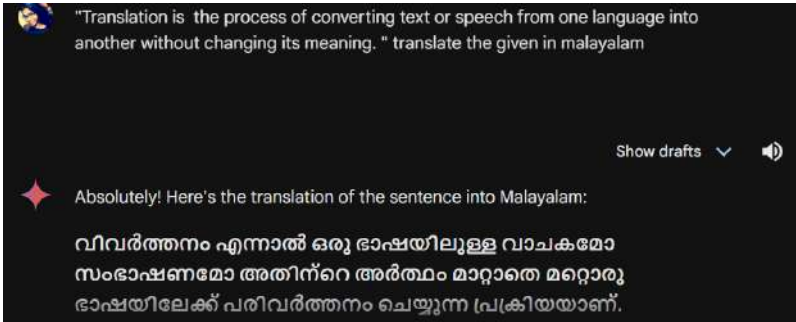 "Translation is the process of converting text or speech from one language into
another without changing its meaning. " translate the given in malayalam
Show drafts
Absolutely! Here's the translation of the sentence into Malayalam:
വിവർത്തനം എന്നാൽ ഒരു ഭാഷയിലുള്ള വാചകമോ
സംഭാഷണമോ അതിന്റെ അർത്ഥം മാറ്റാതെ മറ്റൊരു
ഭാഷയിലേക്ക് പരിവർത്തനം ചെയ്യുന്ന പ്രക്രിയയാണ്.